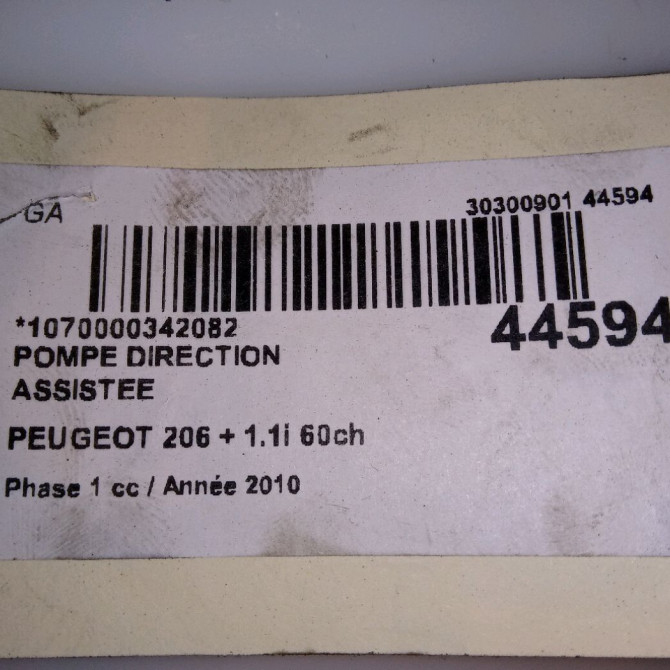 GA
30300901 44594
*1070000342082
44594
POMPE DIRECTION
ASSISTEE
PEUGEOT 206 + 1.1i 60ch
Phase 1 cc / Année 2010